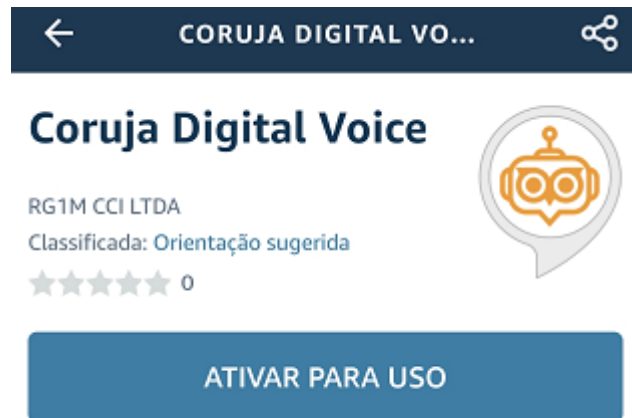 CORUJA DIGITAL VO...
Coruja Digital Voice
RG1M CCI LTDA
Classificada: Orientação sugerida
0
ATIVAR PARA USO